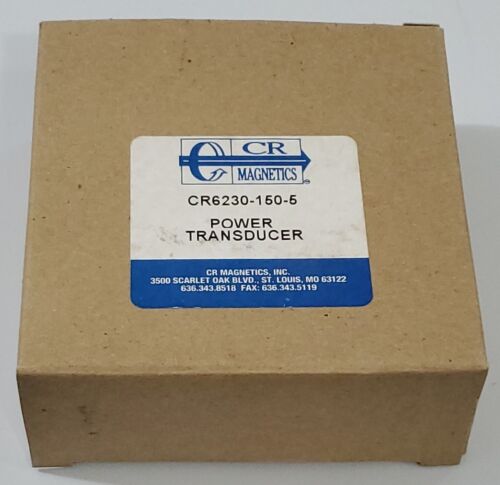 CR
MAGNETICS
CR6230-150-5
POWER
TRANSDUCER
CR MAGNETICS, INC.
3500 SCARLET OAK BLVD., ST. LOUIS, MO 63122
636.343.8518 FAX: 636.343.5119